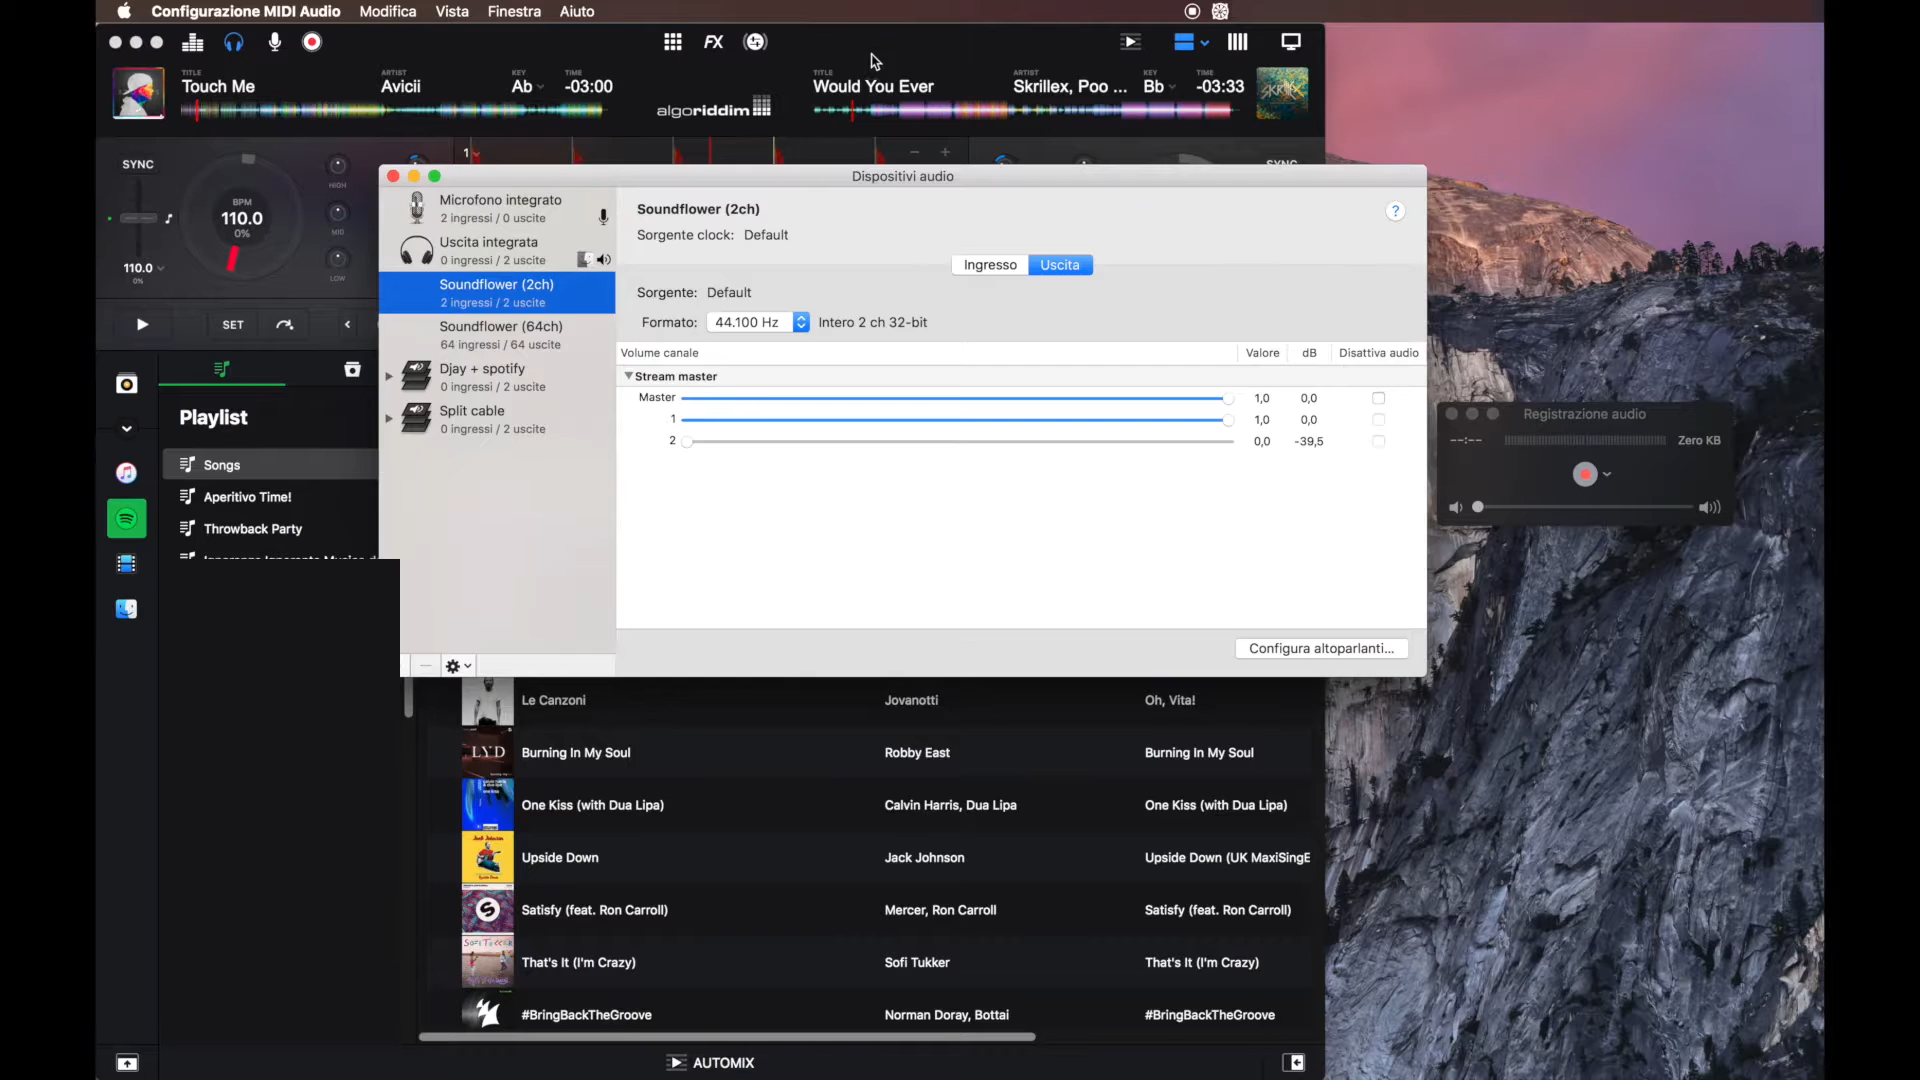 Configurazione MIDI Audio Modifica Vista Finestra Aiuto
FX
TITLE ARTIST KEY TIME
Touch Me Avicii Ab -03:00
algoriddim
TITLE ARTIST KEY TIME
Would You Ever Skrillex, Poo ... Bb -03:33
SYNC
HIGH
MID
LOW
BPM
110.0
0%
110.0
0%
1
SYNC
SET
Playlist
Songs
Aperitivo Time!
Throwback Party
Dispositivi audio
Microfono integrato
2 ingressi / 0 uscite
Uscita integrata
0 ingressi / 2 uscite
Soundflower (2ch)
2 ingressi / 2 uscite
Soundflower (64ch)
64 ingressi / 64 uscite
Djay + spotify
0 ingressi / 2 uscite
Split cable
0 ingressi / 2 uscite
Soundflower (2ch)
?
Sorgente clock: Default
Ingresso Uscita
Sorgente: Default
Formato: 44.100 Hz Intero 2 ch 32-bit
Volume canale Valore dB Disattiva audio
Stream master
Master 1,0 0,0
1 1,0 0,0
2 0,0 -39,5
Configura altoparlanti...
Registrazione audio
--:-- Zero KB
Le Canzoni Jovanotti Oh, Vita!
LYD
Burning In My Soul Robby East Burning In My Soul
One Kiss (with Dua Lipa) Calvin Harris, Dua Lipa One Kiss (with Dua Lipa)
Upside Down Jack Johnson Upside Down (UK MaxiSingE
Satisfy (feat. Ron Carroll) Mercer, Ron Carroll Satisfy (feat. Ron Carroll)
That's It (I'm Crazy) Sofi Tukker That's It (I'm Crazy)
#BringBackTheGroove Norman Doray, Bottai #BringBackTheGroove
AUTOMIX